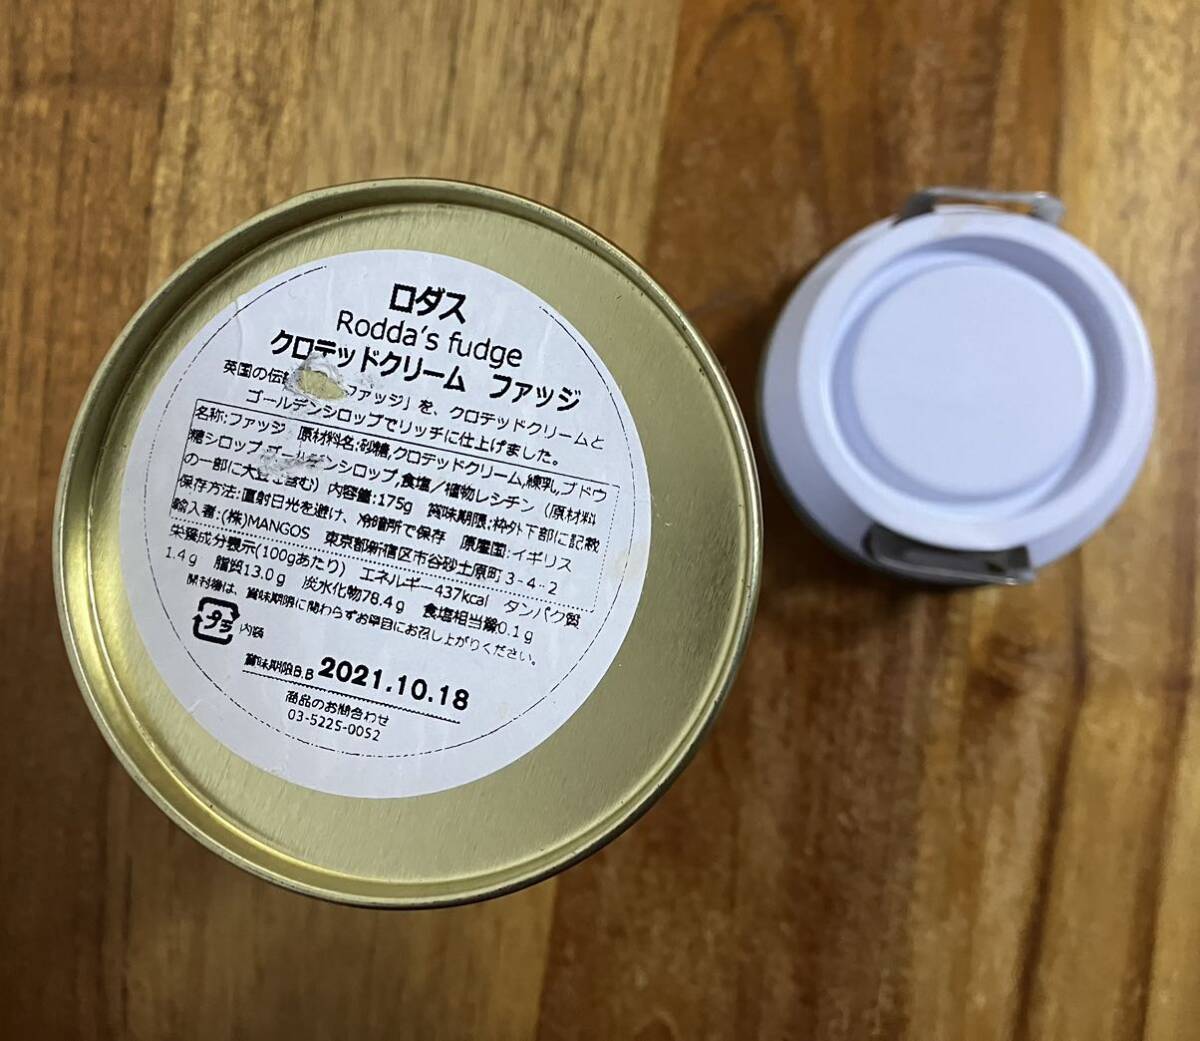 ロダス
Rodda's fudge
クロテッドクリーム ファッジ
英国の伝統 ファッジ」を、クロテッドクリームと
ゴールデンシロップでリッチに仕上げました。
名称:ファッジ 原材料名:砂糖,クロテッドクリーム,練乳,ブドウ
糖シロップ,ゴールデンシロップ,食塩/植物レシチン (原材料
の一部に大豆を含む) 内容量:175g 賞味期限:枠外下部に記載
保存方法:直射日光を避け、冷暗所で保存 原産国:イギリス
輸入者:(株)MANGOS 東京都新宿区市谷砂土原町3-4-2
栄養成分表示(100gあたり) エネルギー437kcal タンパク質
1.4g 脂質13.0g 炭水化物78.4g 食塩相当量0.1g
開封後は、賞味期限に関わらずお早目にお召し上がりください。
プラ 内装
賞味期限B.B 2021.10.18
商品のお問合わせ
03-5225-0052